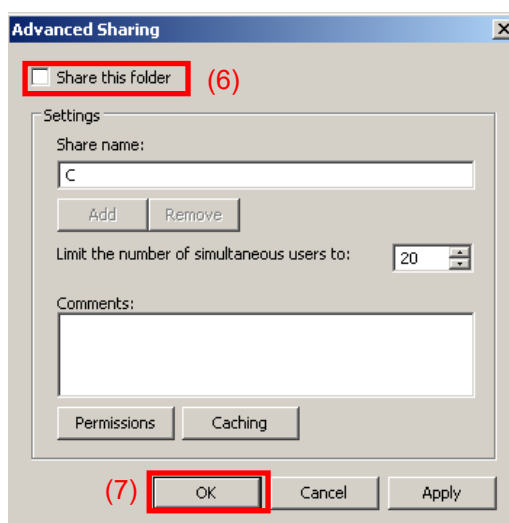 Advanced Sharing
Share this folder (6)
Settings
Share name:
C
Add Remove
Limit the number of simultaneous users to: 20
Comments:
Permissions Caching
(7) OK Cancel Apply